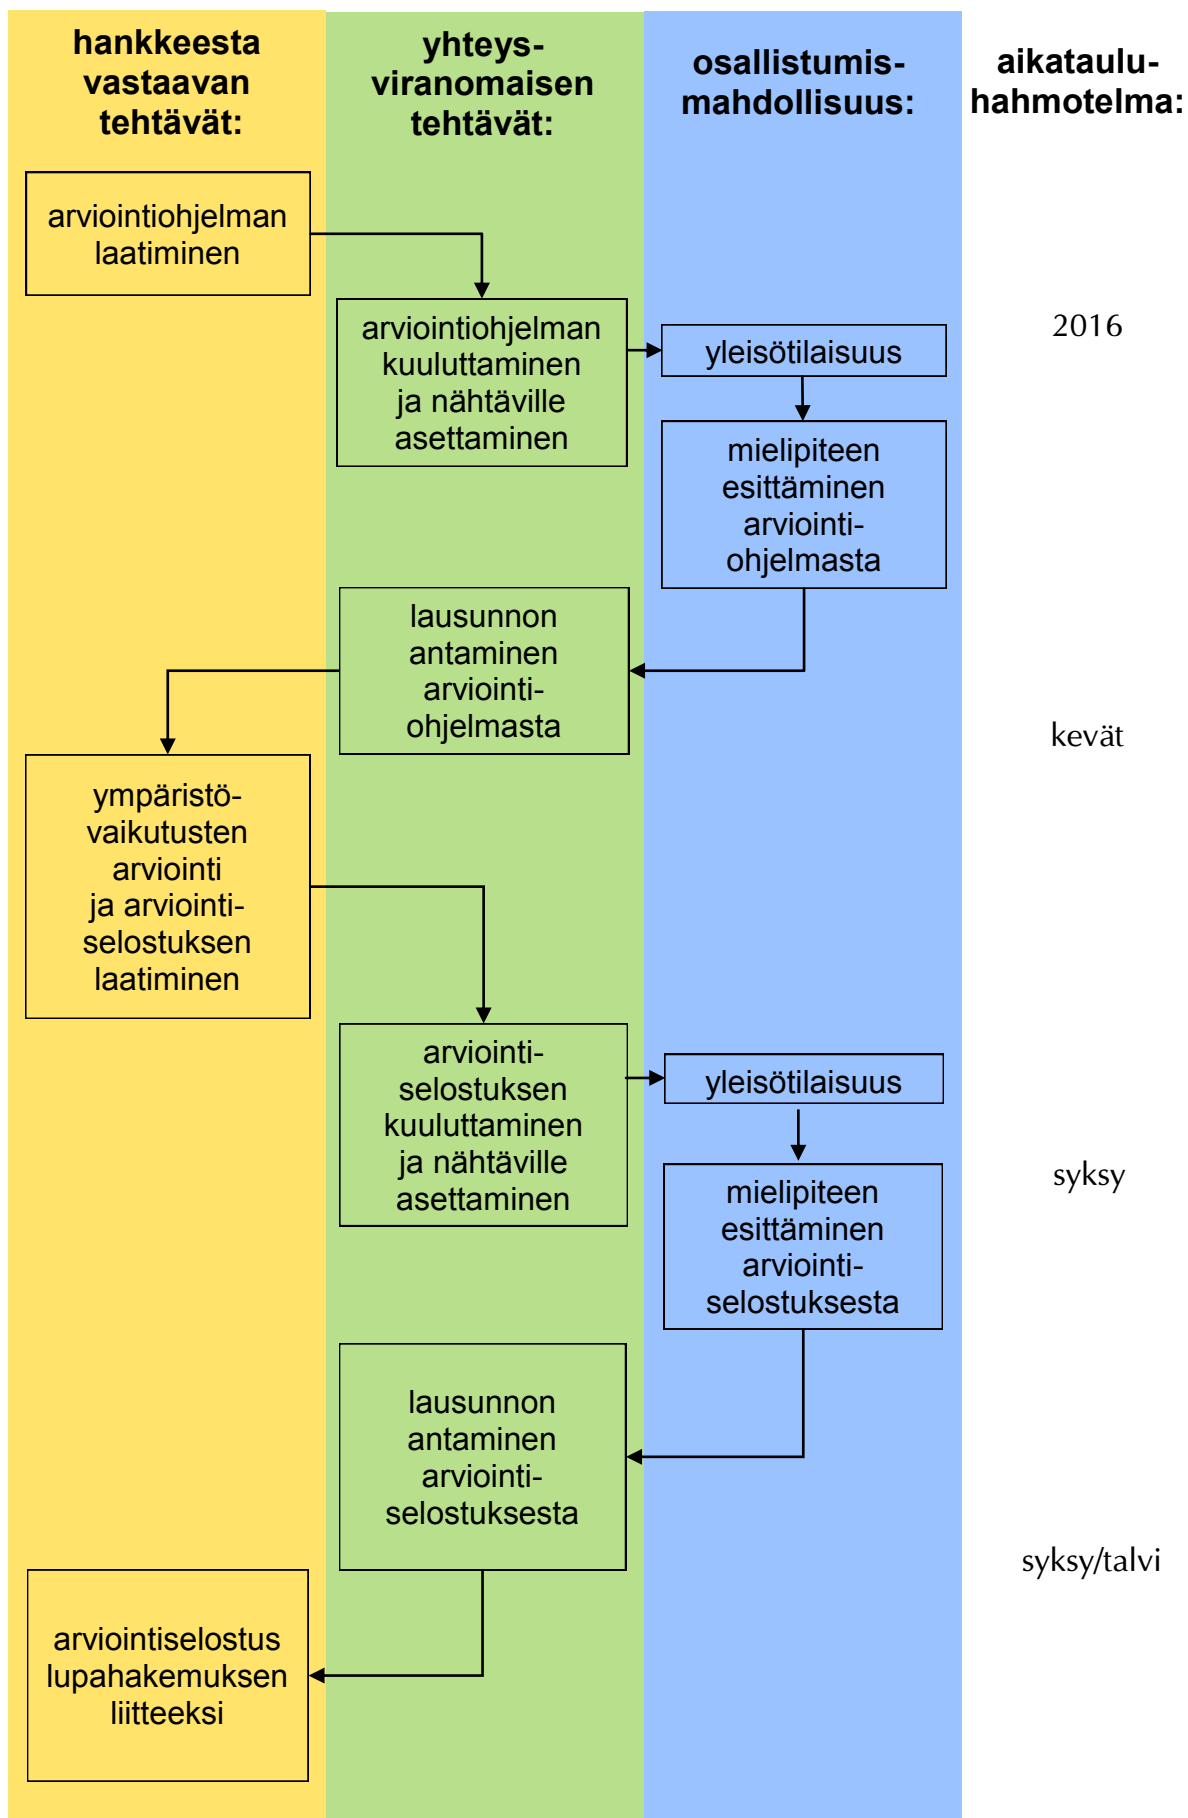 hankkeesta
vastaavan
tehtävät:
yhteys-
viranomaisen
tehtävät:
osallistumis-
mahdollisuus:
aikataulu-
hahmotelma:
arviointiohjelman
laatiminen
arviointiohjelman
kuuluttaminen
ja nähtäville
asettaminen
yleisötilaisuus
2016
mielipiteen
esittäminen
arviointi-
ohjelmasta
lausunnon
antaminen
arviointi-
ohjelmasta
kevät
ympäristö-
vaikutusten
arviointi
ja arviointi-
selostuksen
laatiminen
arviointi-
selostuksen
kuuluttaminen
ja nähtäville
asettaminen
yleisötilaisuus
syksy
mielipiteen
esittäminen
arviointi-
selostuksesta
lausunnon
antaminen
arviointi-
selostuksesta
syksy/talvi
arviointiselostus
lupahakemuksen
liitteeksi